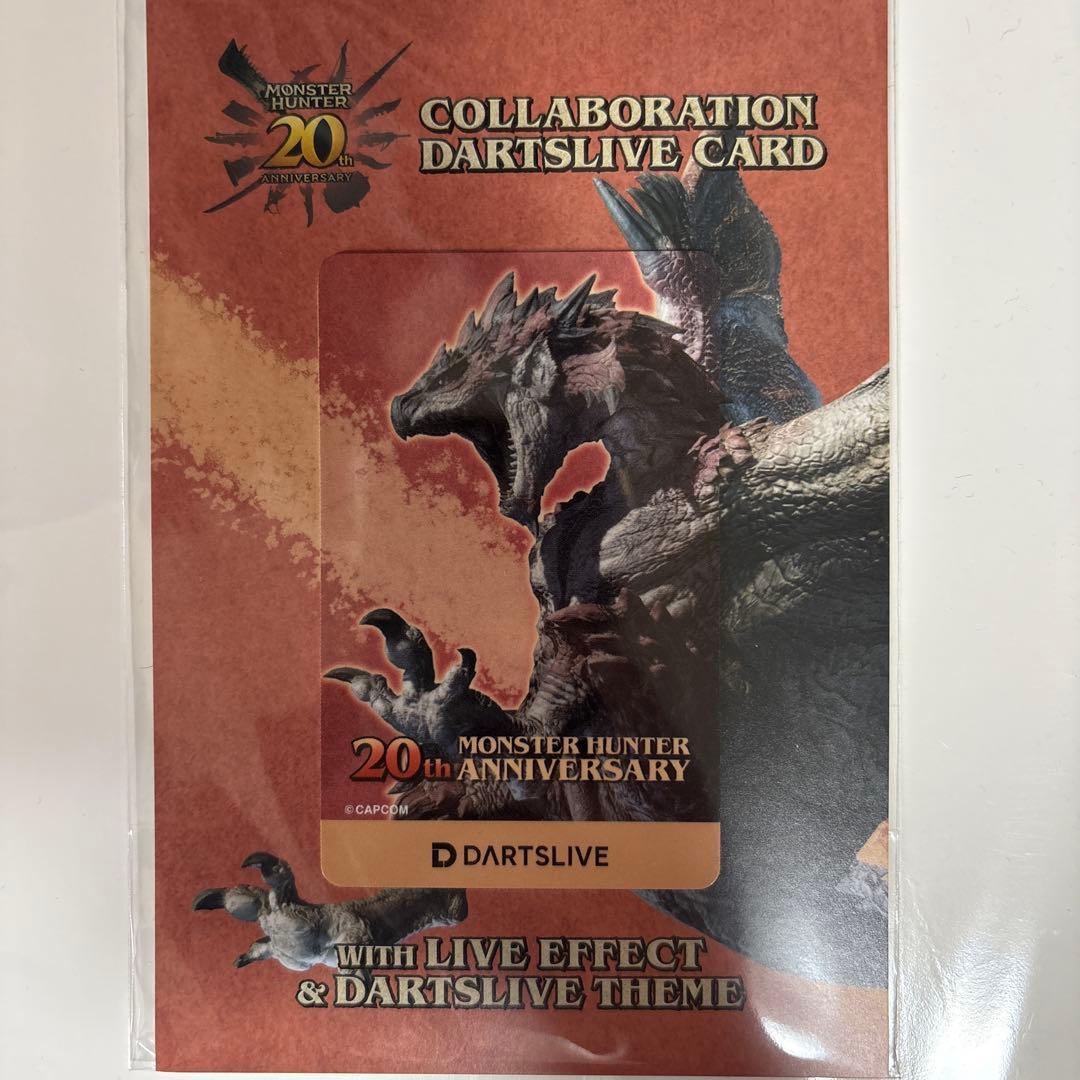 MONSTER
HUNTER
20th
ANNIVERSARY
COLLABORATION
DARTSLIVE CARD
20th MONSTER HUNTER
ANNIVERSARY
©CAPCOM
D DARTSLIVE
WITH LIVE EFFECT
& DARTSLIVE THEME